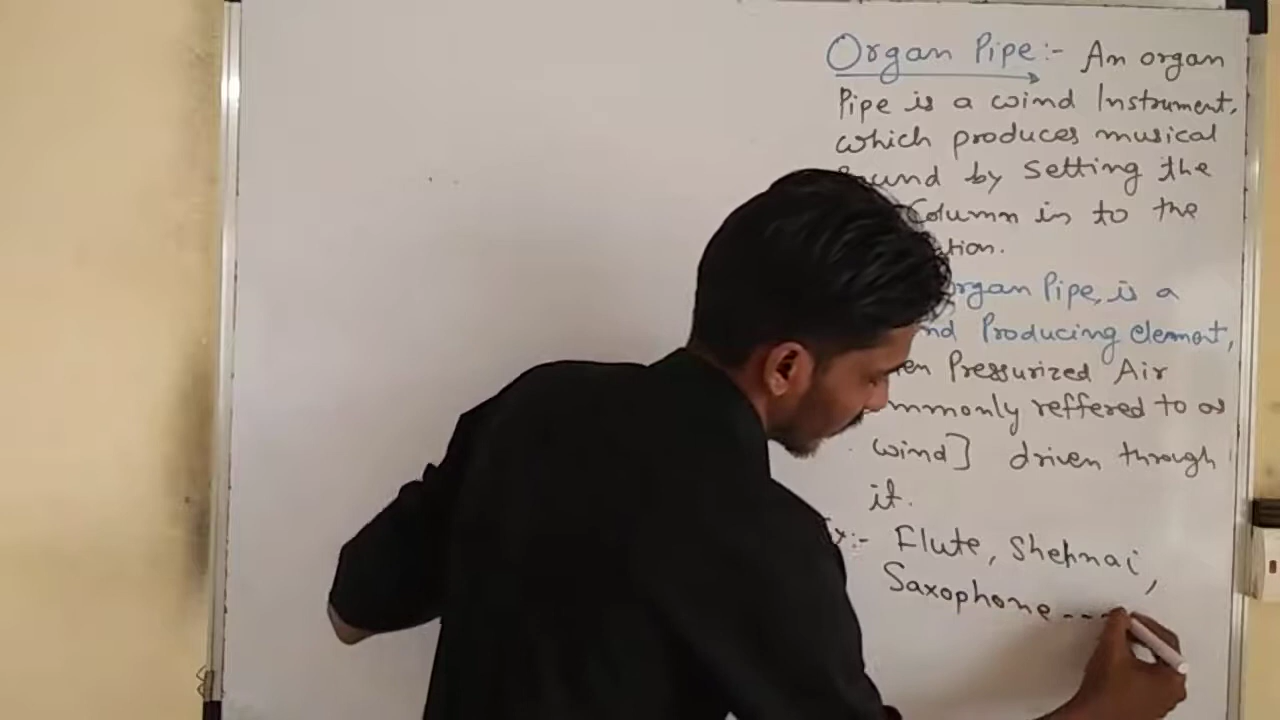 Organ Pipe:- An organ
Pipe is a wind Instrument,
which produces musical
Sound by Setting the
Column in to the
tion.
organ Pipe, is a
nd Producing element,
en Pressurized Air
mmonly reffered to as
wind] driven through
it.
x:- Flute, Shehnai,
Saxophone ----